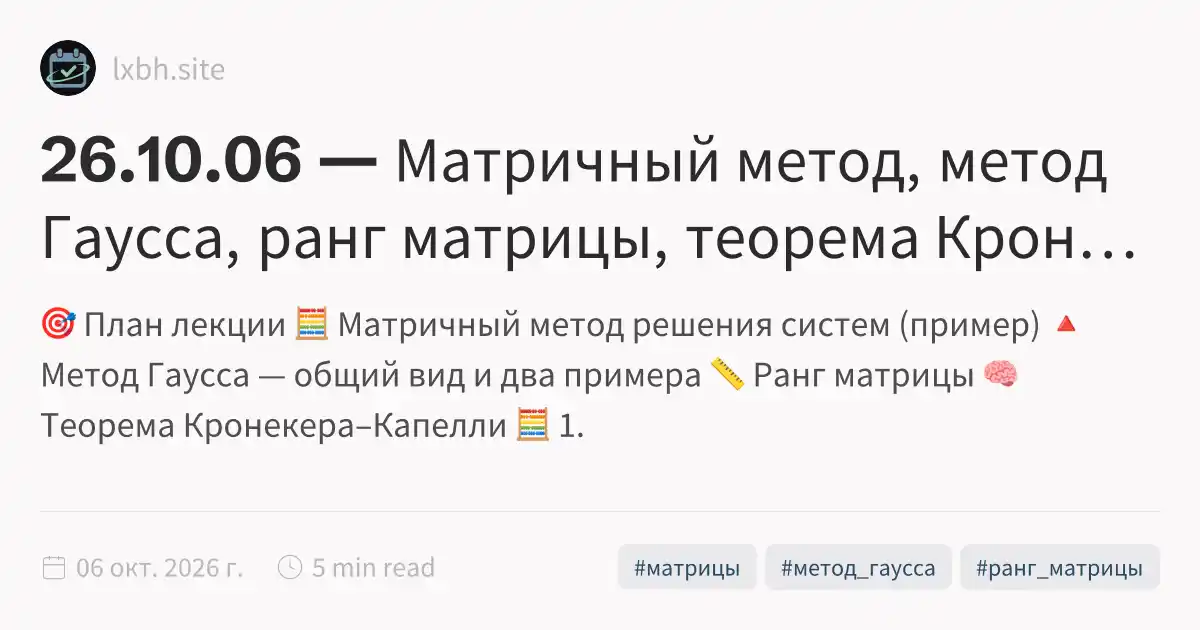 lxbh.site
26.10.06 — Матричный метод, метод
Гаусса, ранг матрицы, теорема Крон…
🎯 План лекции 🧮 Матричный метод решения систем (пример) 🔺
Метод Гаусса — общий вид и два примера 📏 Ранг матрицы 🧠
Теорема Кронекера–Капелли 🧮 1.
06 окт. 2026 г. 5 min read #матрицы #метод_гаусса #ранг_матрицы